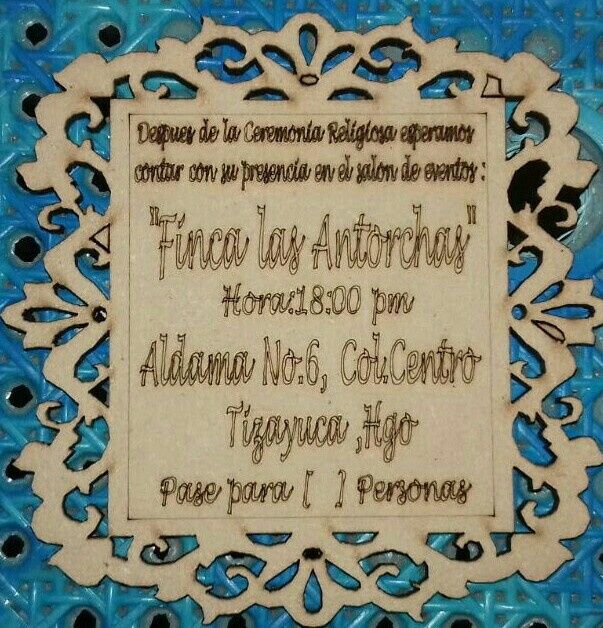 Despues de la Ceremonia Religiosa esperamos
contar con su presencia en el salon de eventos :
"Finca las Antorchas"
Hora:18:00 pm
Aldama No.6, Col.Centro
Tizayuca ,Hgo
Pase para [ ] Personas